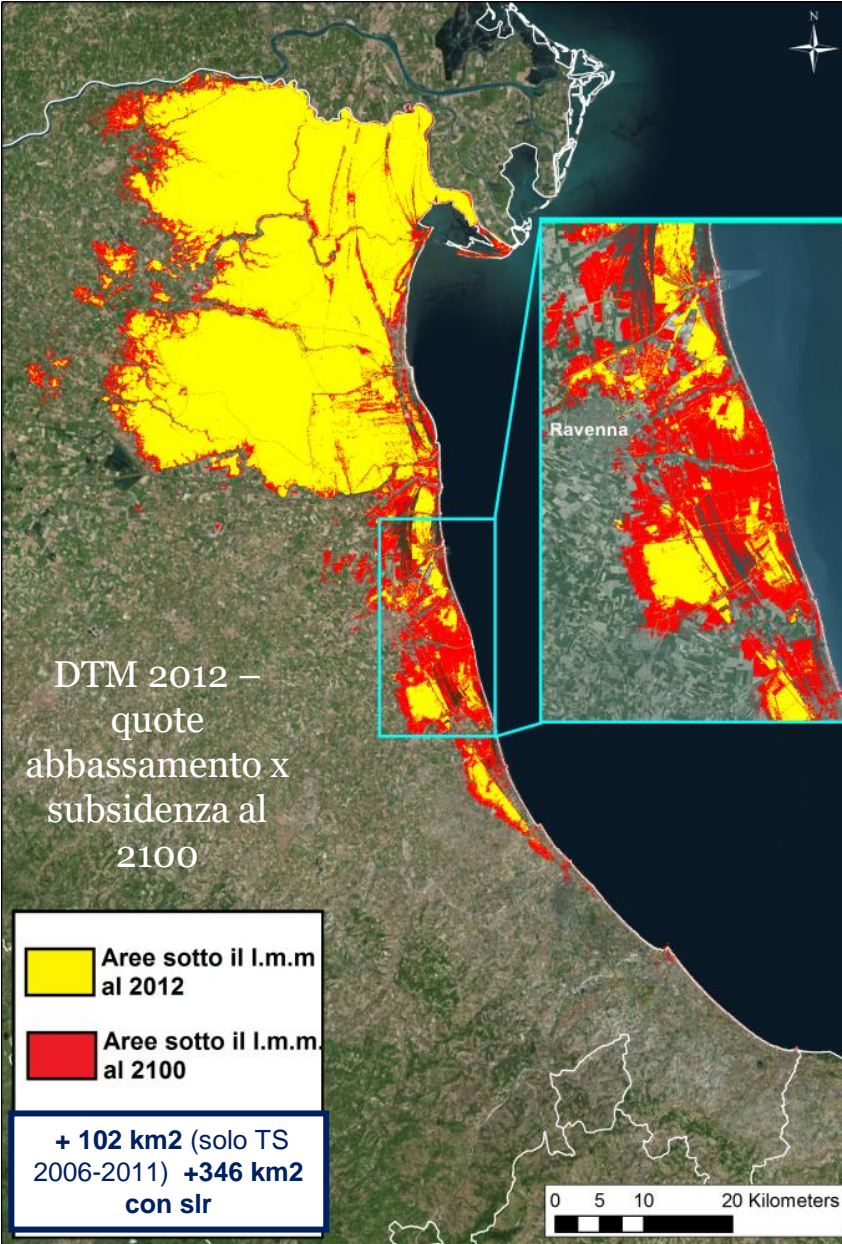 N
Ravenna
DTM 2012 –
quote
abbassamento x
subsidenza al
2100
Aree sotto il l.m.m
al 2012
Aree sotto il l.m.m.
al 2100
+ 102 km2 (solo TS
2006-2011) +346 km2
con slr
0 5 10 20 Kilometers